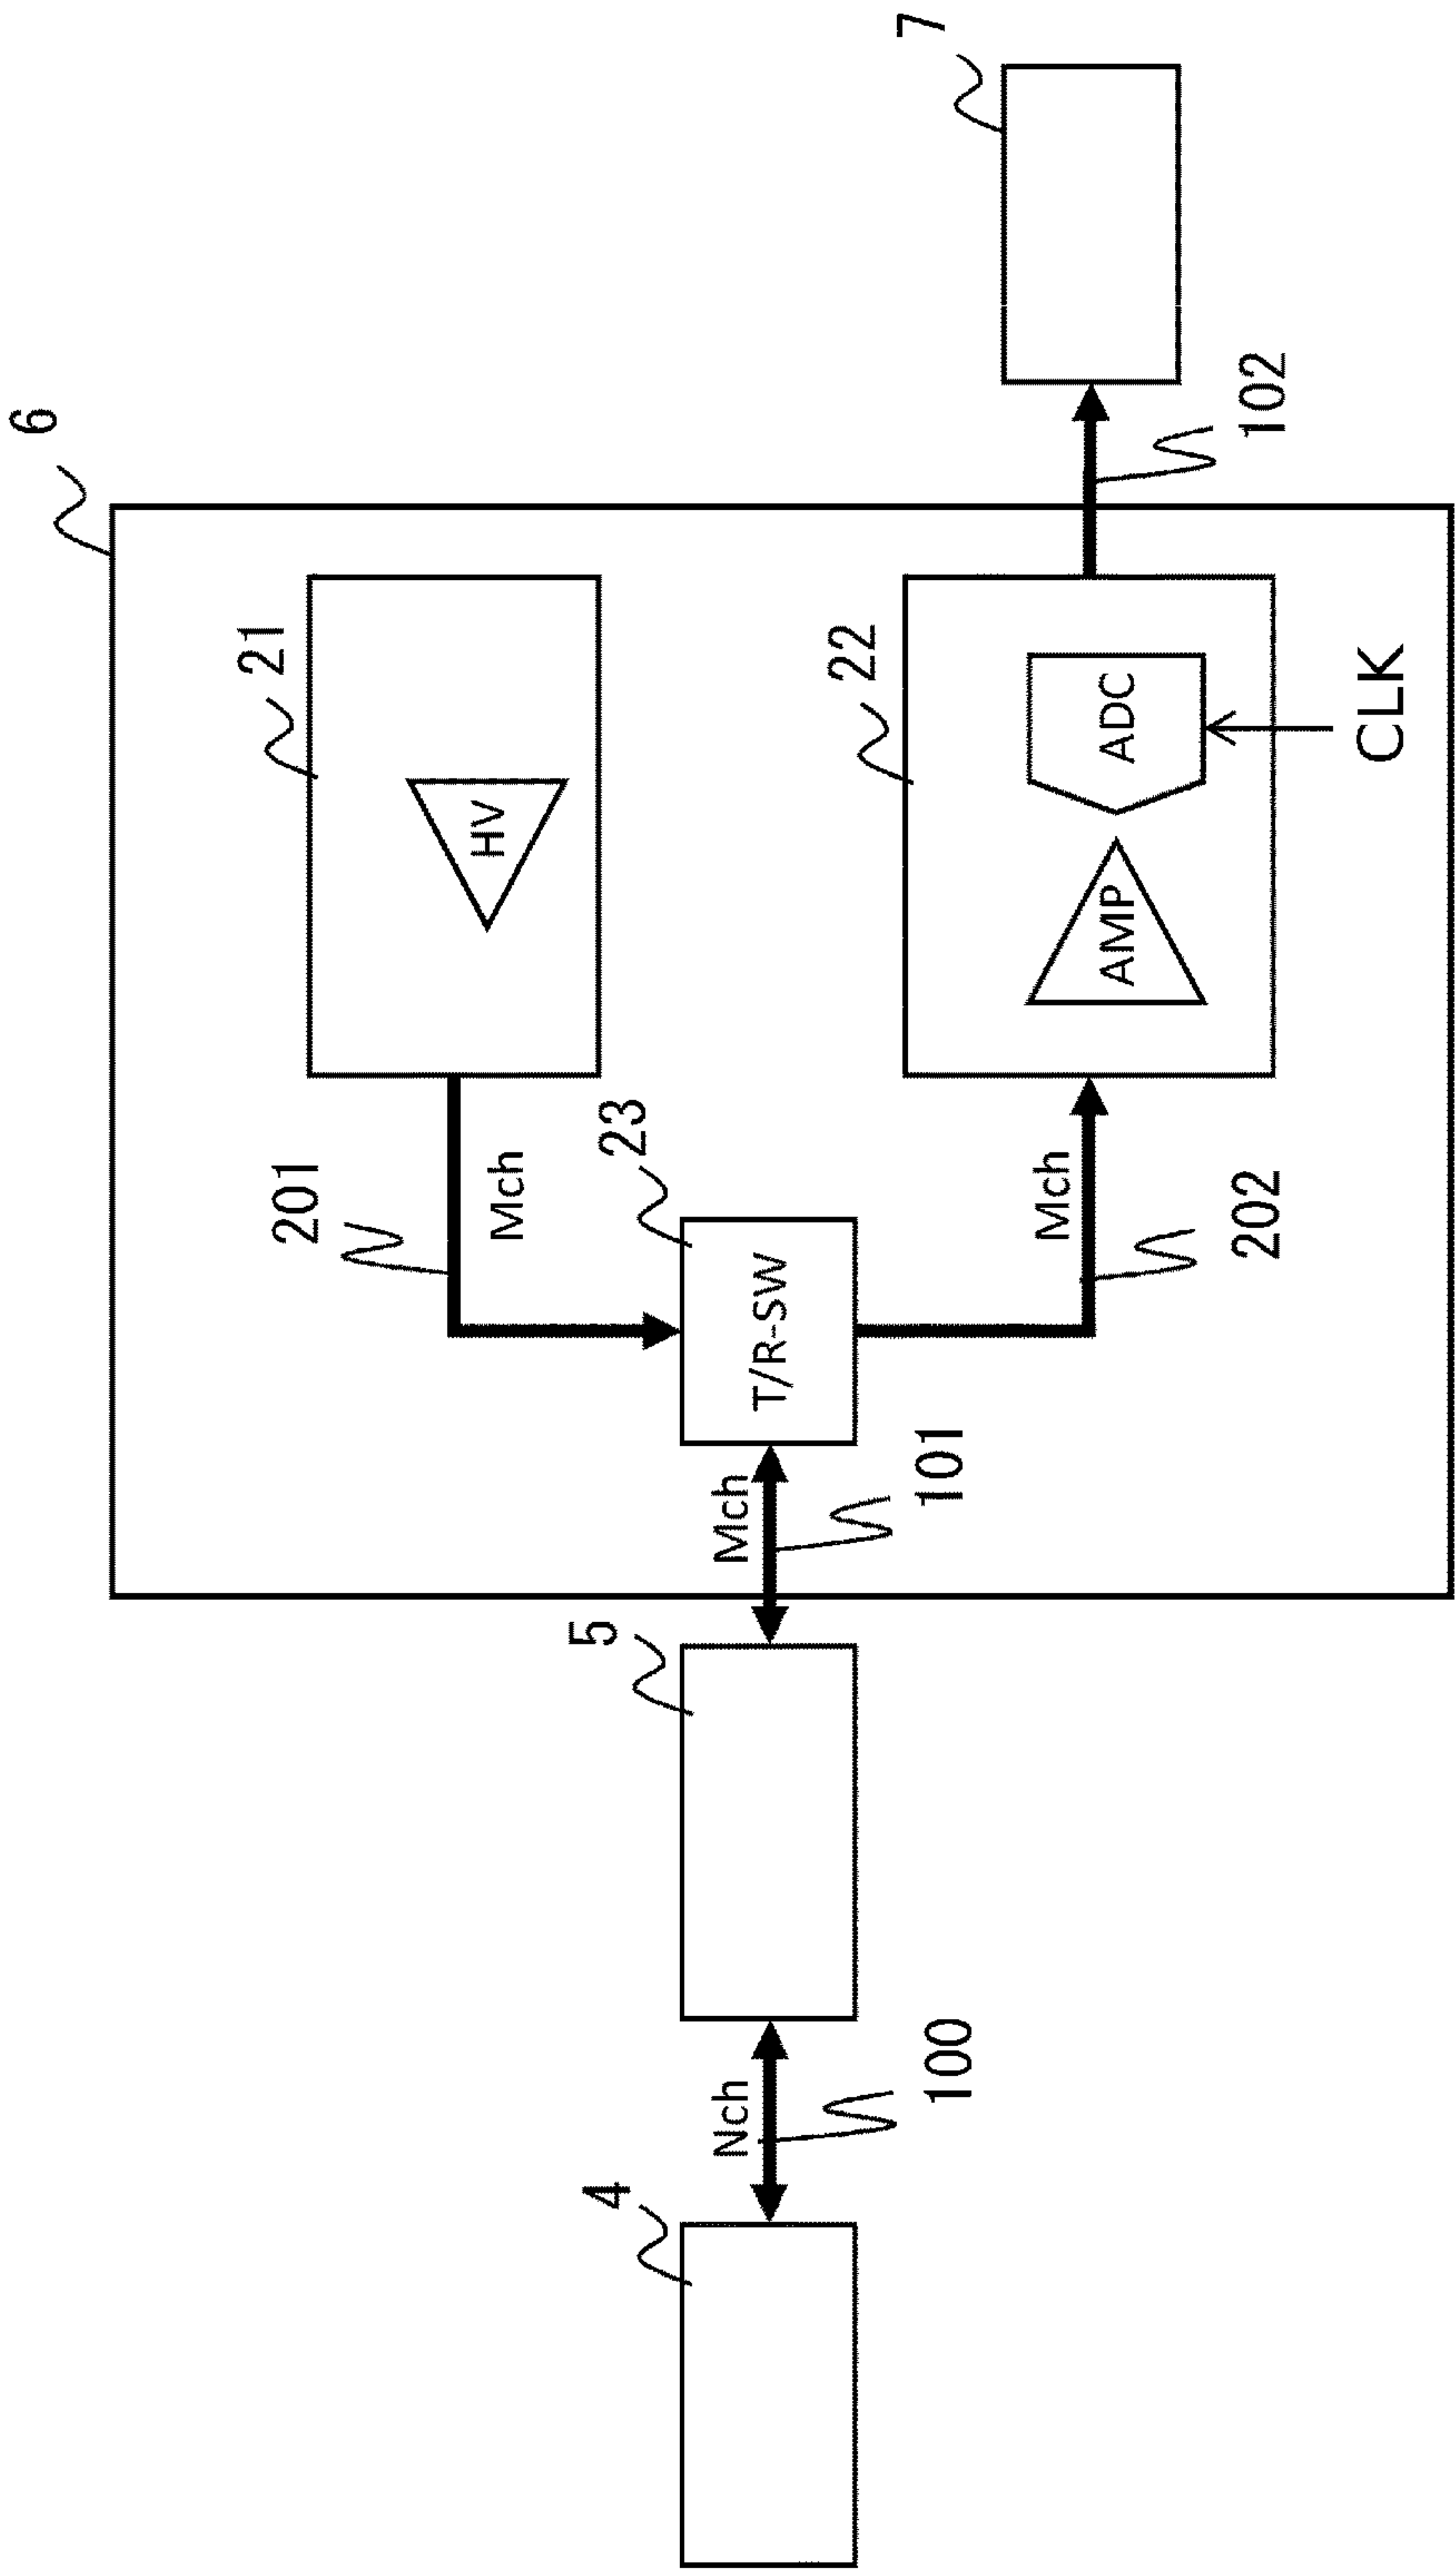 6
7
21
HV
201
Mch
23
22
5
4
Nch
Mch
T/R-SW
Mch
AMP
ADC
100
101
202
102
CLK